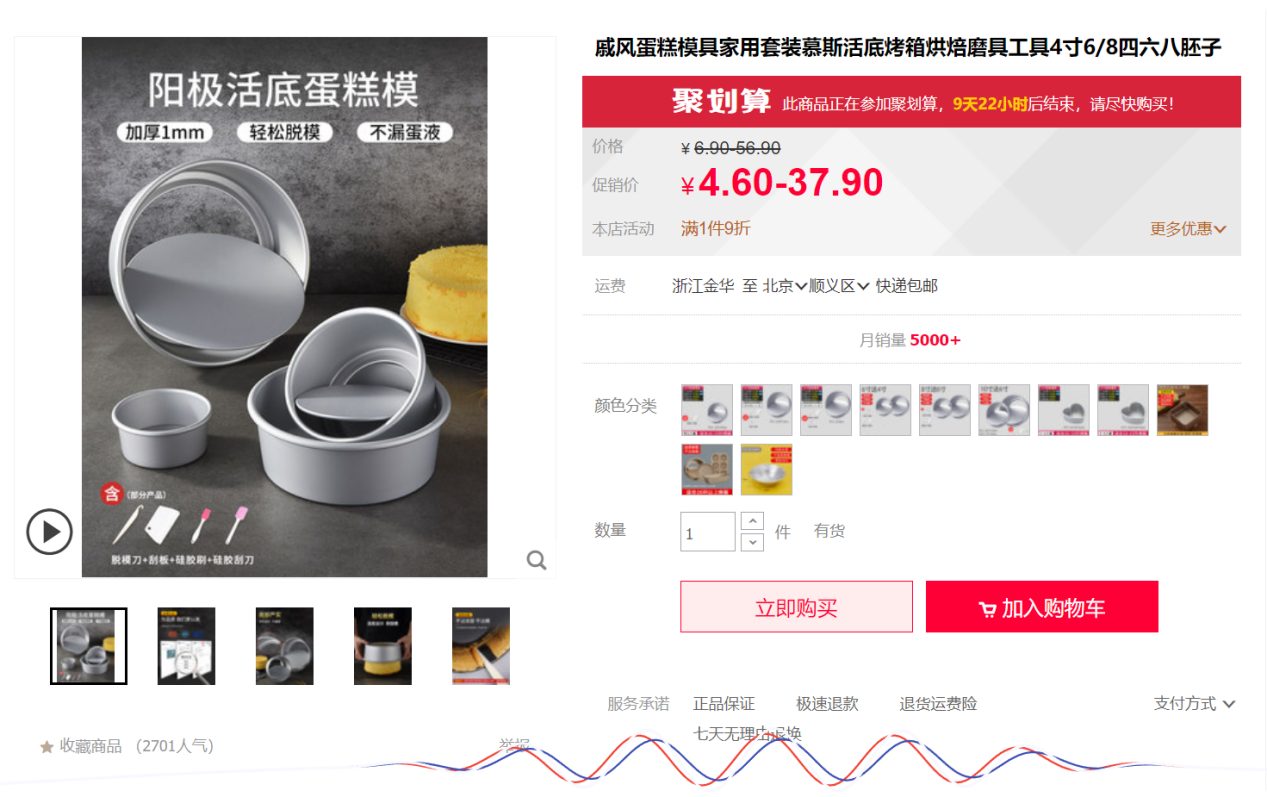 戚风蛋糕模具家用套装慕斯活底烤箱烘焙磨具工具4寸6/8四六八胚子
阳极活底蛋糕模
加厚1mm 轻松脱模 不漏蛋液
含 (部分产品)
脱模刀+刮板+硅胶刷+硅胶刮刀
聚划算 此商品正在参加聚划算，9天22小时后结束，请尽快购买！
价格 ¥ 6.90-56.90
促销价 ¥ 4.60-37.90
本店活动 满1件9折 更多优惠
运费 浙江金华 至 北京 顺义区 快递包邮
月销量 5000+
颜色分类
数量 1 件 有货
立即购买 加入购物车
服务承诺 正品保证 极速退款 退货运费险 支付方式
七天无理由退换
收藏商品 (2701人气) 举报